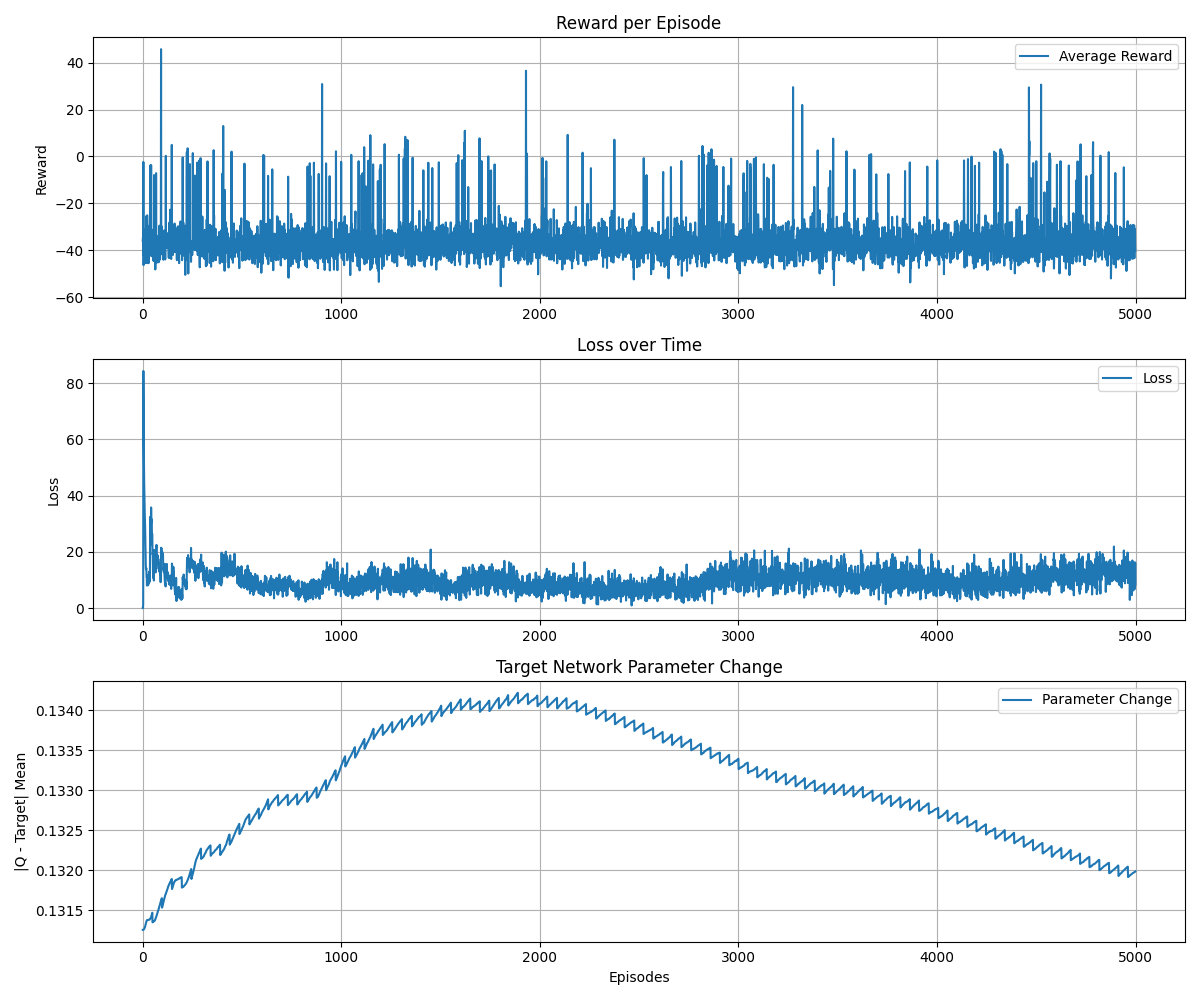 Reward per Episode
Average Reward
Reward
40
20
0
−20
−40
−60
0 1000 2000 3000 4000 5000
Loss over Time
Loss
Loss
80
60
40
20
0
0 1000 2000 3000 4000 5000
Target Network Parameter Change
Parameter Change
|Q - Target| Mean
0.1340
0.1335
0.1330
0.1325
0.1320
0.1315
0 1000 2000 3000 4000 5000
Episodes